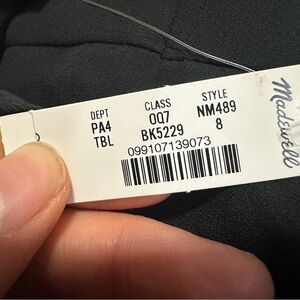 DEPT CLASS STYLE
PA4 0Q7 NM489
TBL BK5229 8
099107139073
Madewell